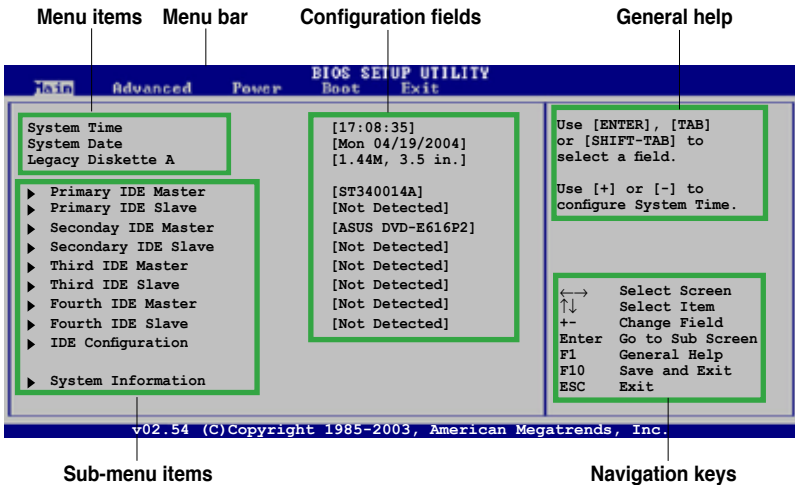 Menu items Menu bar Configuration fields General help
BIOS SETUP UTILITY
Main Advanced Power Boot Exit
System Time [17:08:35]
System Date [Mon 04/19/2004]
Legacy Diskette A [1.44M, 3.5 in.]
Primary IDE Master [ST340014A]
Primary IDE Slave [Not Detected]
Seconday IDE Master [ASUS DVD-E616P2]
Secondary IDE Slave [Not Detected]
Third IDE Master [Not Detected]
Third IDE Slave [Not Detected]
Fourth IDE Master [Not Detected]
Fourth IDE Slave [Not Detected]
IDE Configuration
System Information
Use [ENTER], [TAB]
or [SHIFT-TAB] to
select a field.
Use [+] or [-] to
configure System Time.
←→ Select Screen
↑↓ Select Item
+- Change Field
Enter Go to Sub Screen
F1 General Help
F10 Save and Exit
ESC Exit
v02.54 (C)Copyright 1985-2003, American Megatrends, Inc.
Sub-menu items Navigation keys